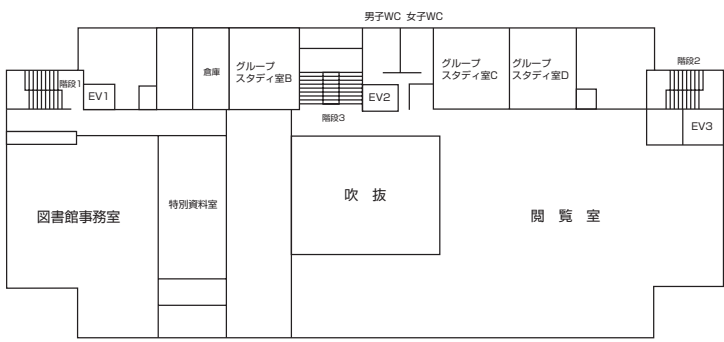 男子WC 女子WC
階段1
EV1
倉庫
グループ
スタディ室B
階段3
EV2
グループ
スタディ室C
グループ
スタディ室D
階段2
EV3
図書館事務室
特別資料室
吹 抜
閲 覧 室